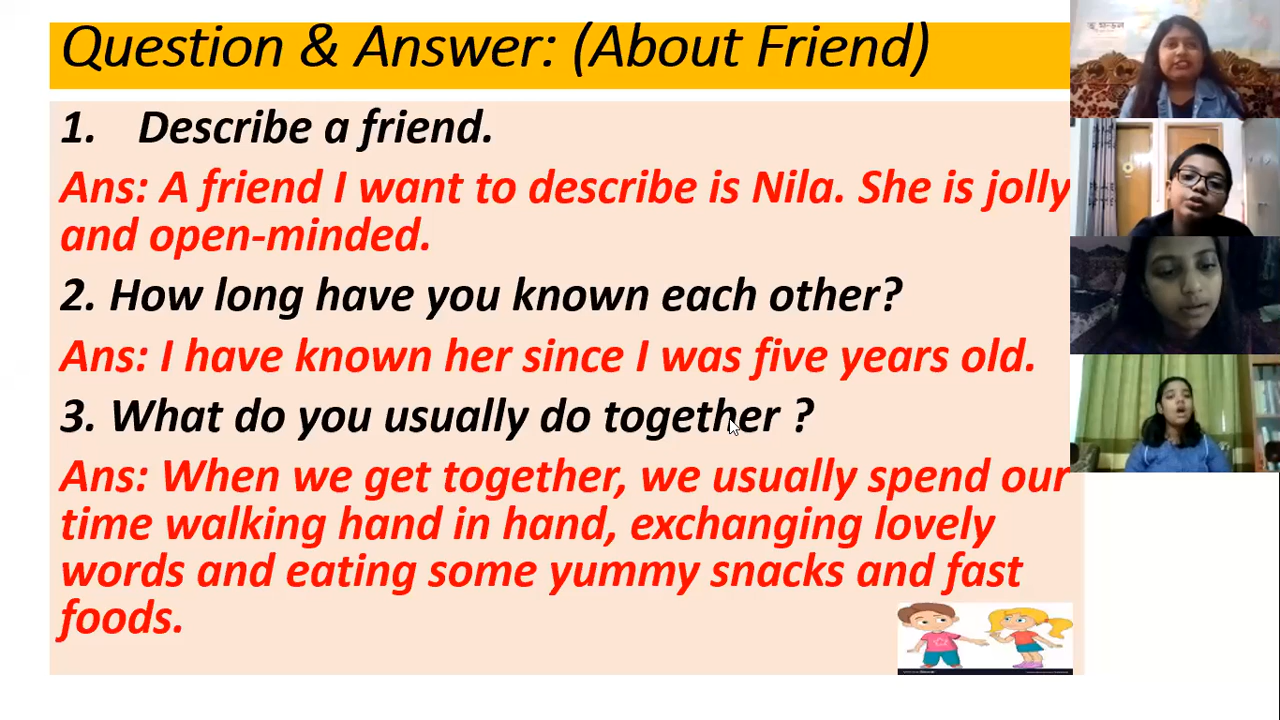 Question & Answer: (About Friend)
1. Describe a friend.
Ans: A friend I want to describe is Nila. She is jolly
and open-minded.
2. How long have you known each other?
Ans: I have known her since I was five years old.
3. What do you usually do together ?
Ans: When we get together, we usually spend our
time walking hand in hand, exchanging lovely
words and eating some yummy snacks and fast
foods.